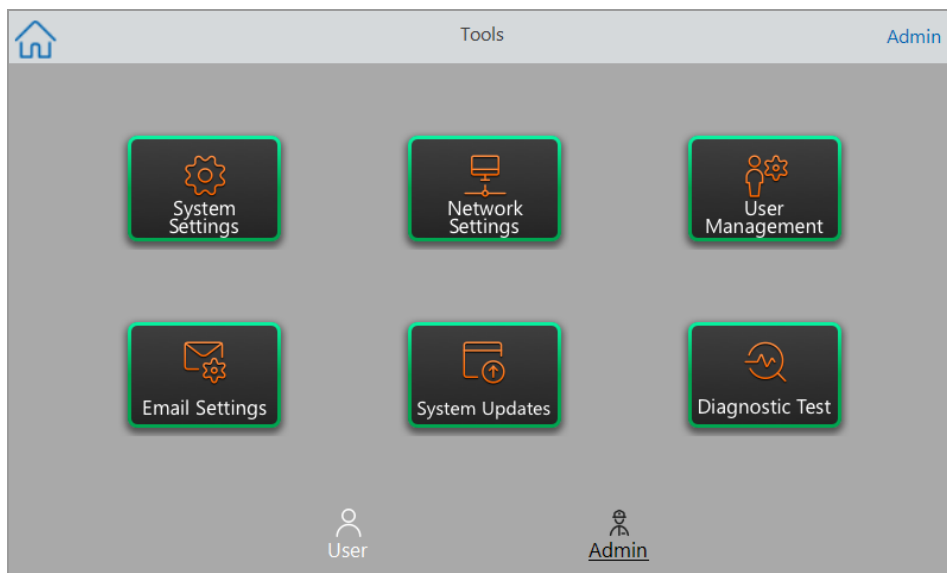 Tools
Admin
System
Settings
Network
Settings
User
Management
Email Settings
System Updates
Diagnostic Test
User
Admin